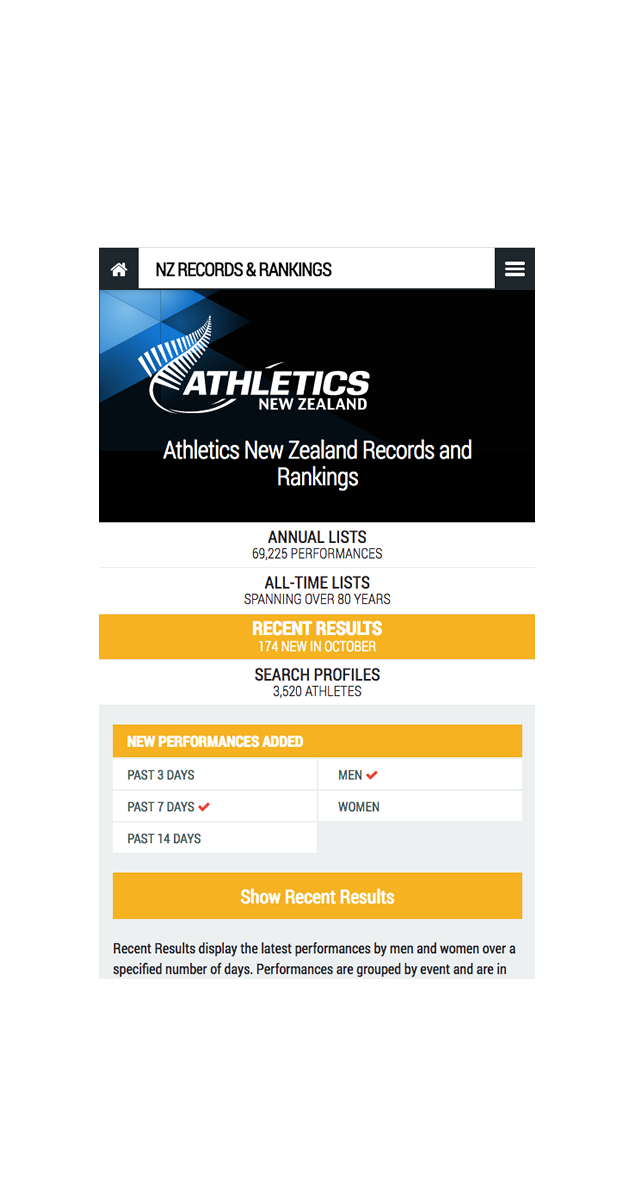 NZ RECORDS & RANKINGS
ATHLETICS
NEW ZEALAND
Athletics New Zealand Records and
Rankings
ANNUAL LISTS
69,225 PERFORMANCES
ALL-TIME LISTS
SPANNING OVER 80 YEARS
RECENT RESULTS
174 NEW IN OCTOBER
SEARCH PROFILES
3,520 ATHLETES
NEW PERFORMANCES ADDED
PAST 3 DAYS
MEN
PAST 7 DAYS
WOMEN
PAST 14 DAYS
Show Recent Results
Recent Results display the latest performances by men and women over a
specified number of days. Performances are grouped by event and are in